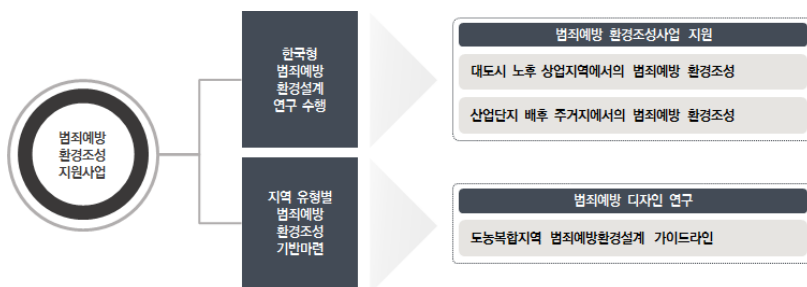 범죄예방
환경조성
지원사업
한국형
범죄예방
환경설계
연구 수행
범죄예방 환경조성사업 지원
대도시 노후 상업지역에서의 범죄예방 환경조성
산업단지 배후 주거지에서의 범죄예방 환경조성
지역 유형별
범죄예방
환경조성
기반마련
범죄예방 디자인 연구
도농복합지역 범죄예방환경설계 가이드라인